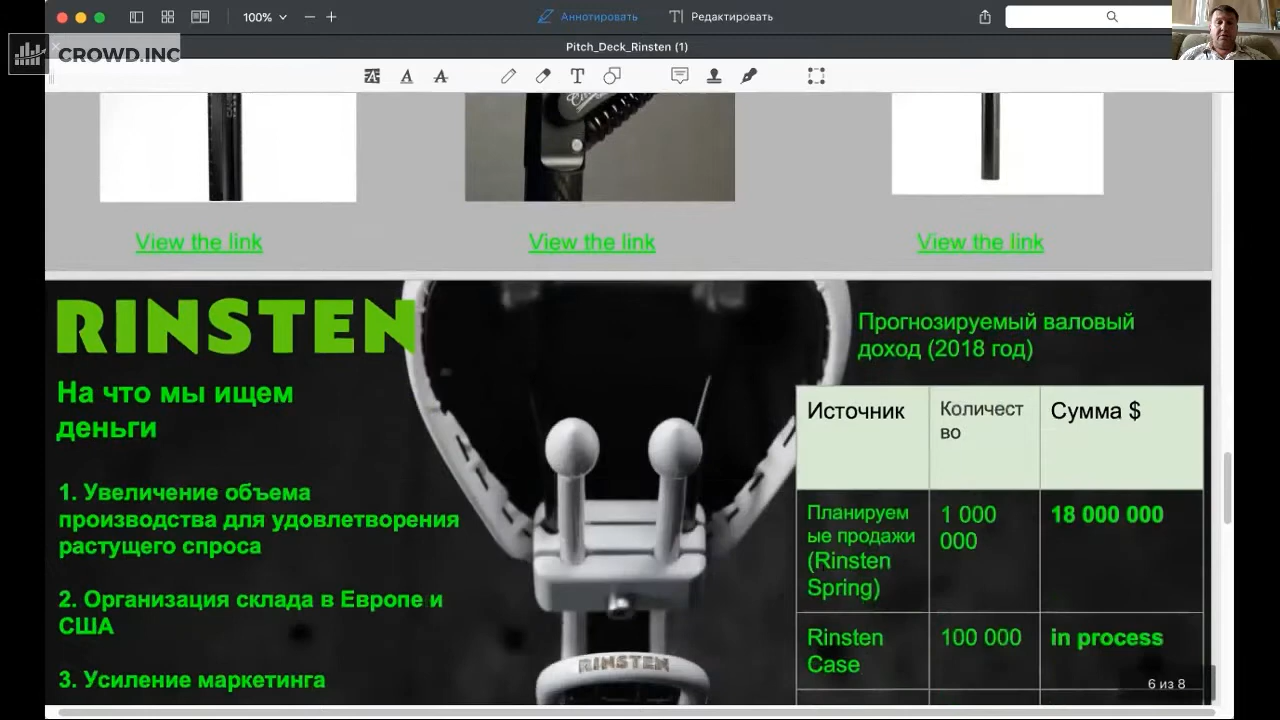 100%
Аннотировать
Редактировать
CROWD.INC
Pitch_Deck_Rinsten (1)
View the link
View the link
View the link
RINSTEN
На что мы ищем
деньги
1. Увеличение объема
производства для удовлетворения
растущего спроса
2. Организация склада в Европе и
США
3. Усиление маркетинга
RINSTEN
Прогнозируемый валовый
доход (2018 год)
Источник
Количест
во
Сумма $
Планируем
ые продажи
(Rinsten
Spring)
1 000
000
18 000 000
Rinsten
Case
100 000
in process
6 из 8